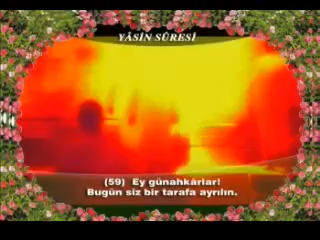 YÂSİN SÛRESİ
(59) Ey günahkârlar!
Bugün siz bir tarafa ayrılın.